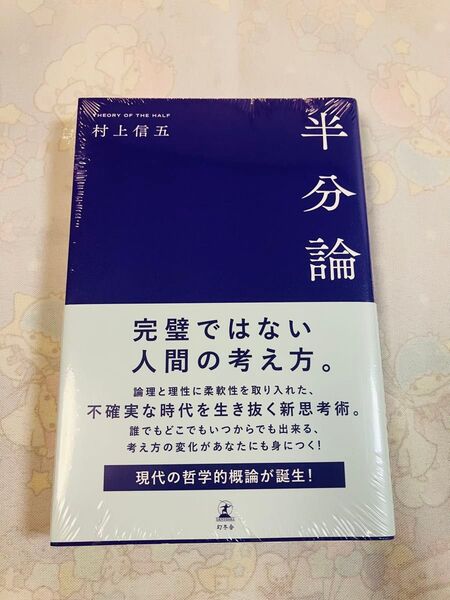 THEORY OF THE HALF
村上信五
半分論
完璧ではない
人間の考え方。
論理と理性に柔軟性を取り入れた、
不確実な時代を生き抜く新思考術。
誰でもどこでもいつからでも出来る、
考え方の変化があなたにも身につく!
現代の哲学的概論が誕生!
GENTOSHA
幻冬舎